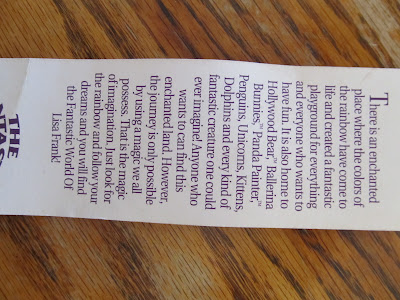 There is an enchanted
place where the colors of
the rainbow have come to
life and created a fantastic
playground for everything
and everyone who wants to
have fun. It is also home to
Hollywood Bear,™ Ballerina
Bunnies,™ Panda Painter,™
Penguins, Unicorns, Kittens,
Dolphins and every kind of
fantastic creature one could
ever imagine! Anyone who
wants to can find this
enchanted land. However,
the journey is only possible
by using a magic we all
possess. That is the magic
of imagination. Just look for
the rainbow and follow your
dreams and you will find
the Fantastic World Of
Lisa Frank!
THE